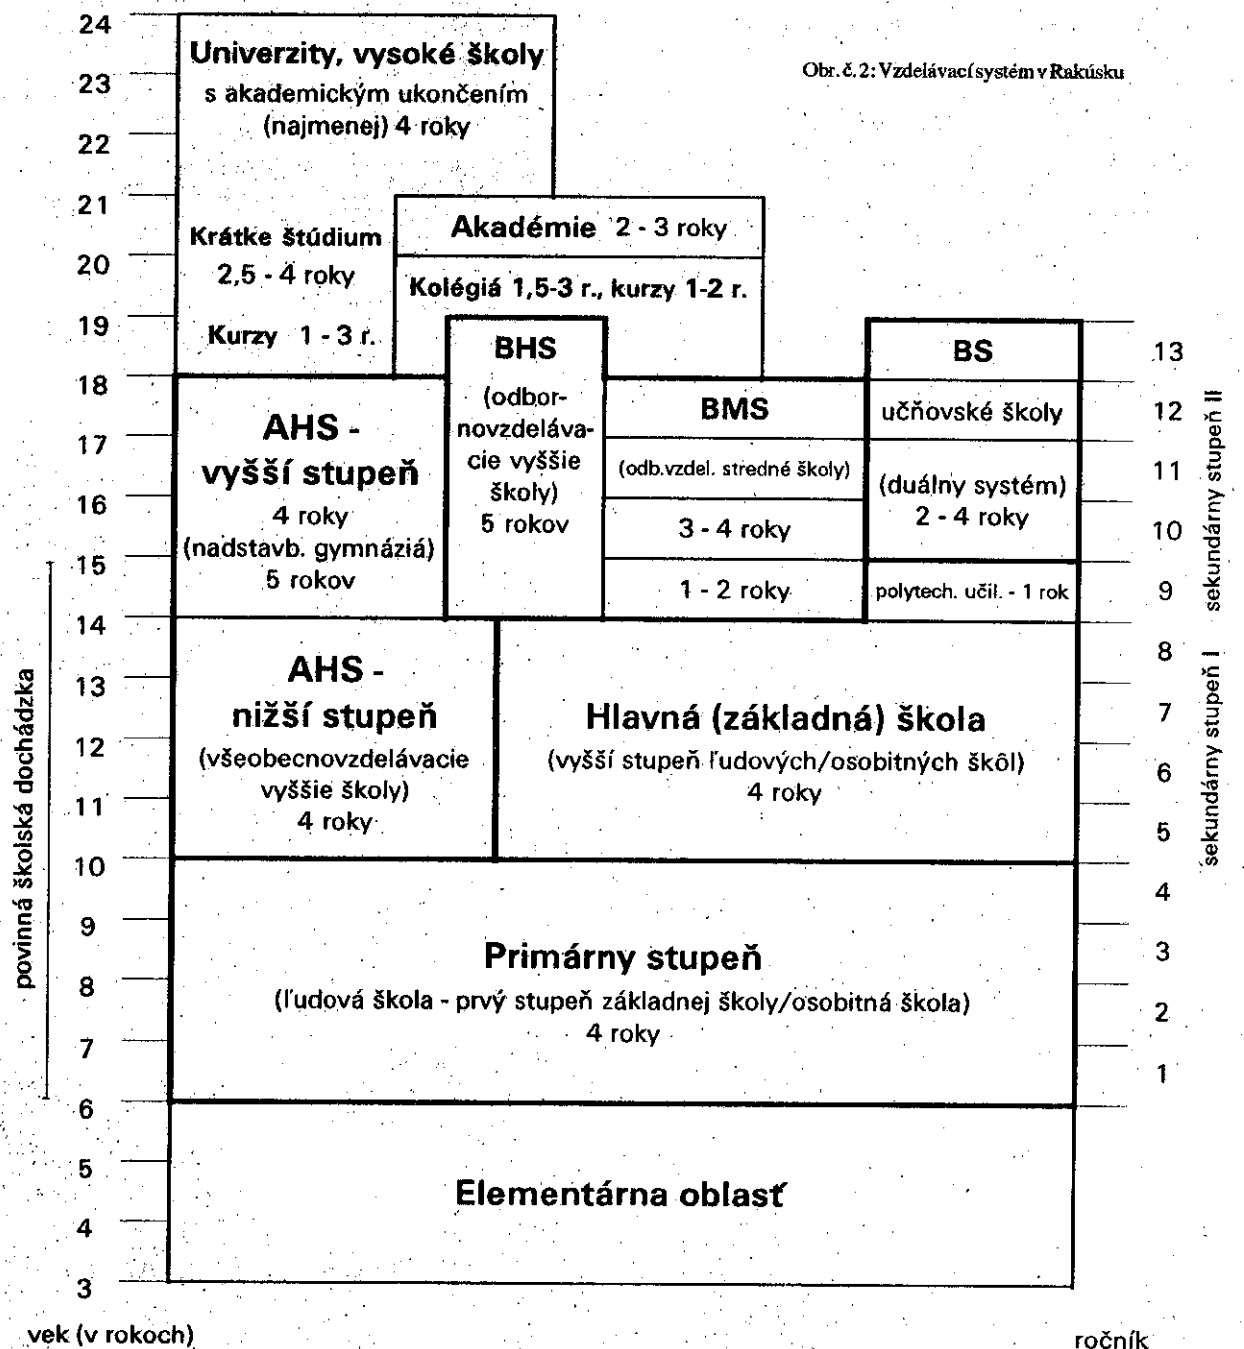 Obr. č. 2: Vzdelávací systém v Rakúsku
24
23
22
21
20
19
18
17
16
15
14
13
12
11
10
9
8
7
6
5
4
3
vek (v rokoch)
povinná školská dochádzka
Univerzity, vysoké školy
s akademickým ukončením
(najmenej) 4 roky
Krátke štúdium
2,5 - 4 roky
Kurzy 1 - 3 r.
Akadémie 2 - 3 roky
Kolégiá 1,5-3 r., kurzy 1-2 r.
AHS -
vyšší stupeň
4 roky
(nadstavb. gymnáziá)
5 rokov
BHS
(odbor-
novzdeláva-
cie vyššie
školy)
5 rokov
BMS
(odb.vzdel. stredné školy)
3 - 4 roky
1 - 2 roky
BS
učňovské školy
(duálny systém)
2 - 4 roky
polytech. učil. - 1 rok
AHS -
nižší stupeň
(všeobecnovzdelávacie
vyššie školy)
4 roky
Hlavná (základná) škola
(vyšší stupeň ľudových/osobitných škôl)
4 roky
Primárny stupeň
(ľudová škola - prvý stupeň základnej školy/osobitná škola)
4 roky
Elementárna oblasť
13
12
11
10
9
8
7
6
5
4
3
2
1
ročník
sekundárny stupeň II
sekundárny stupeň I